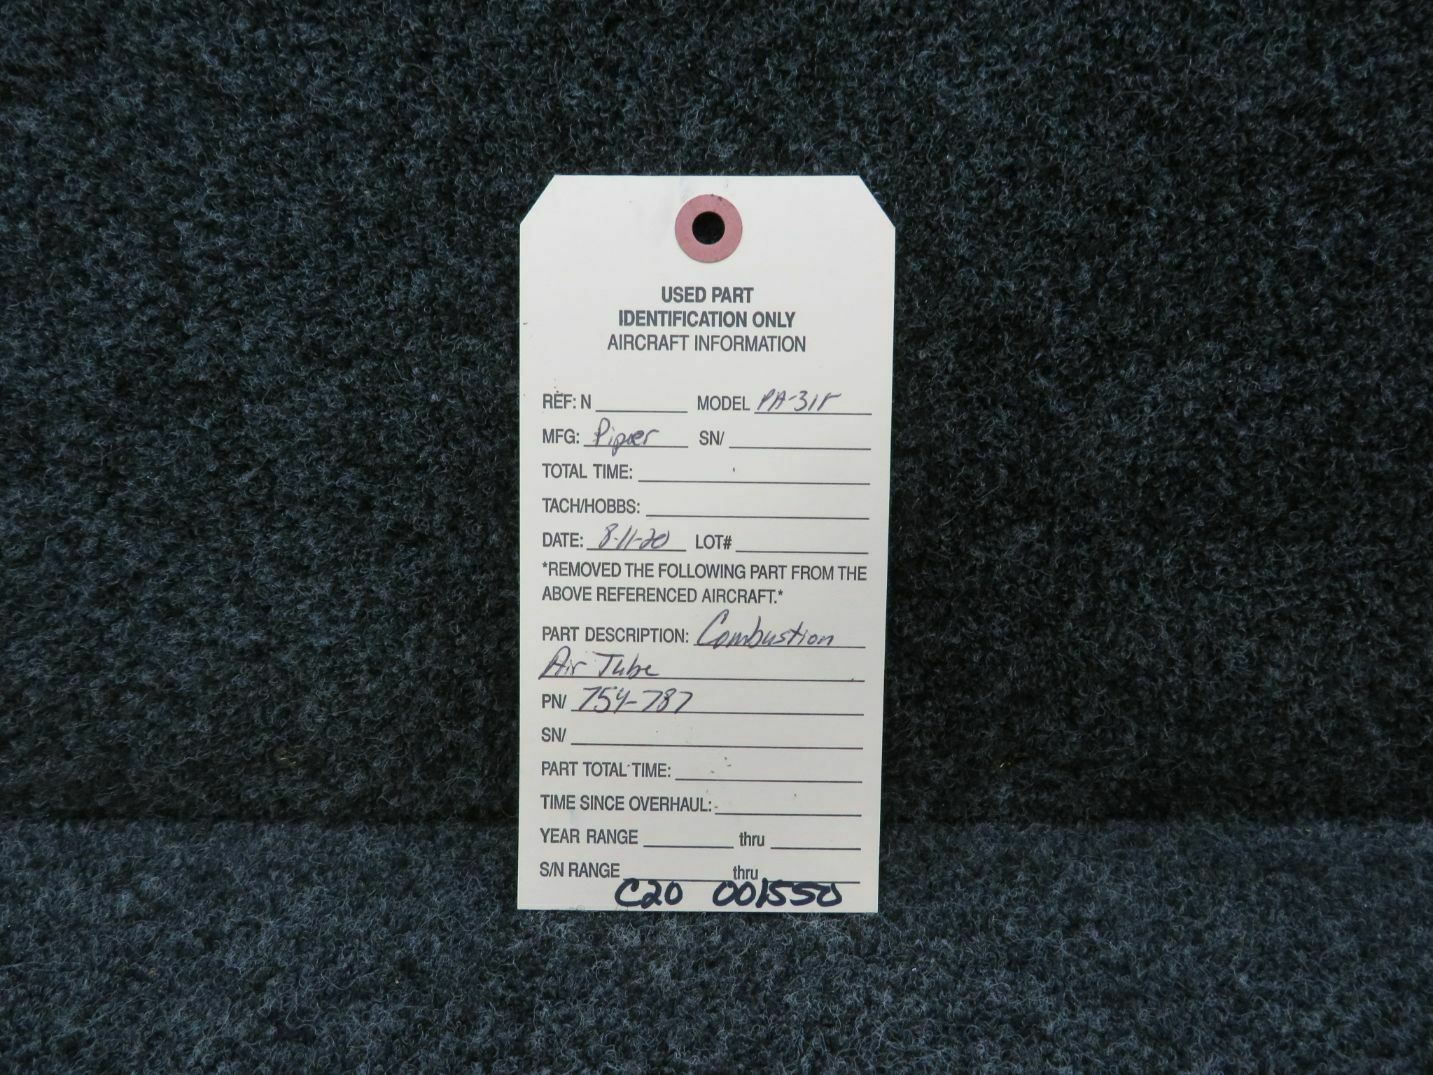 USED PART
IDENTIFICATION ONLY
AIRCRAFT INFORMATION
REF: N MODEL PA-31P
MFG: Piper SN/
TOTAL TIME:
TACH/HOBBS:
DATE: 8-11-20 LOT#
*REMOVED THE FOLLOWING PART FROM THE
ABOVE REFERENCED AIRCRAFT.*
PART DESCRIPTION: Combustion
Air Tube
PN/ 754-787
SN/
PART TOTAL TIME:
TIME SINCE OVERHAUL:
YEAR RANGE thru
S/N RANGE thru
C20 001550